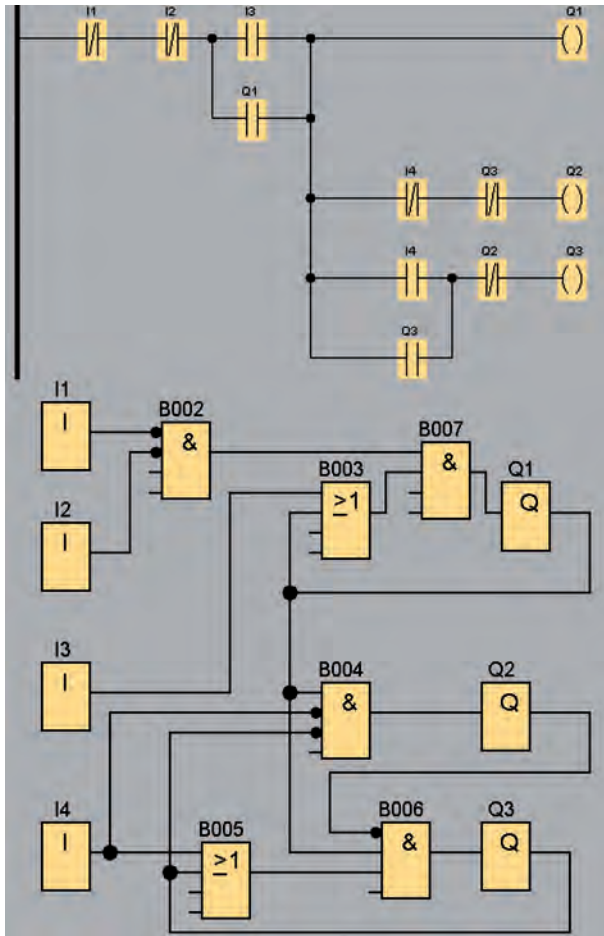 I1 I2 I3 Q1
Q1
I4 Q3 Q2
I4 Q2 Q3
Q3
I1
I
B002
&
B007
&
B003
≥1
Q1
Q
I2
I
I3
I
B004
&
Q2
Q
I4
I
B005
≥1
B006
&
Q3
Q